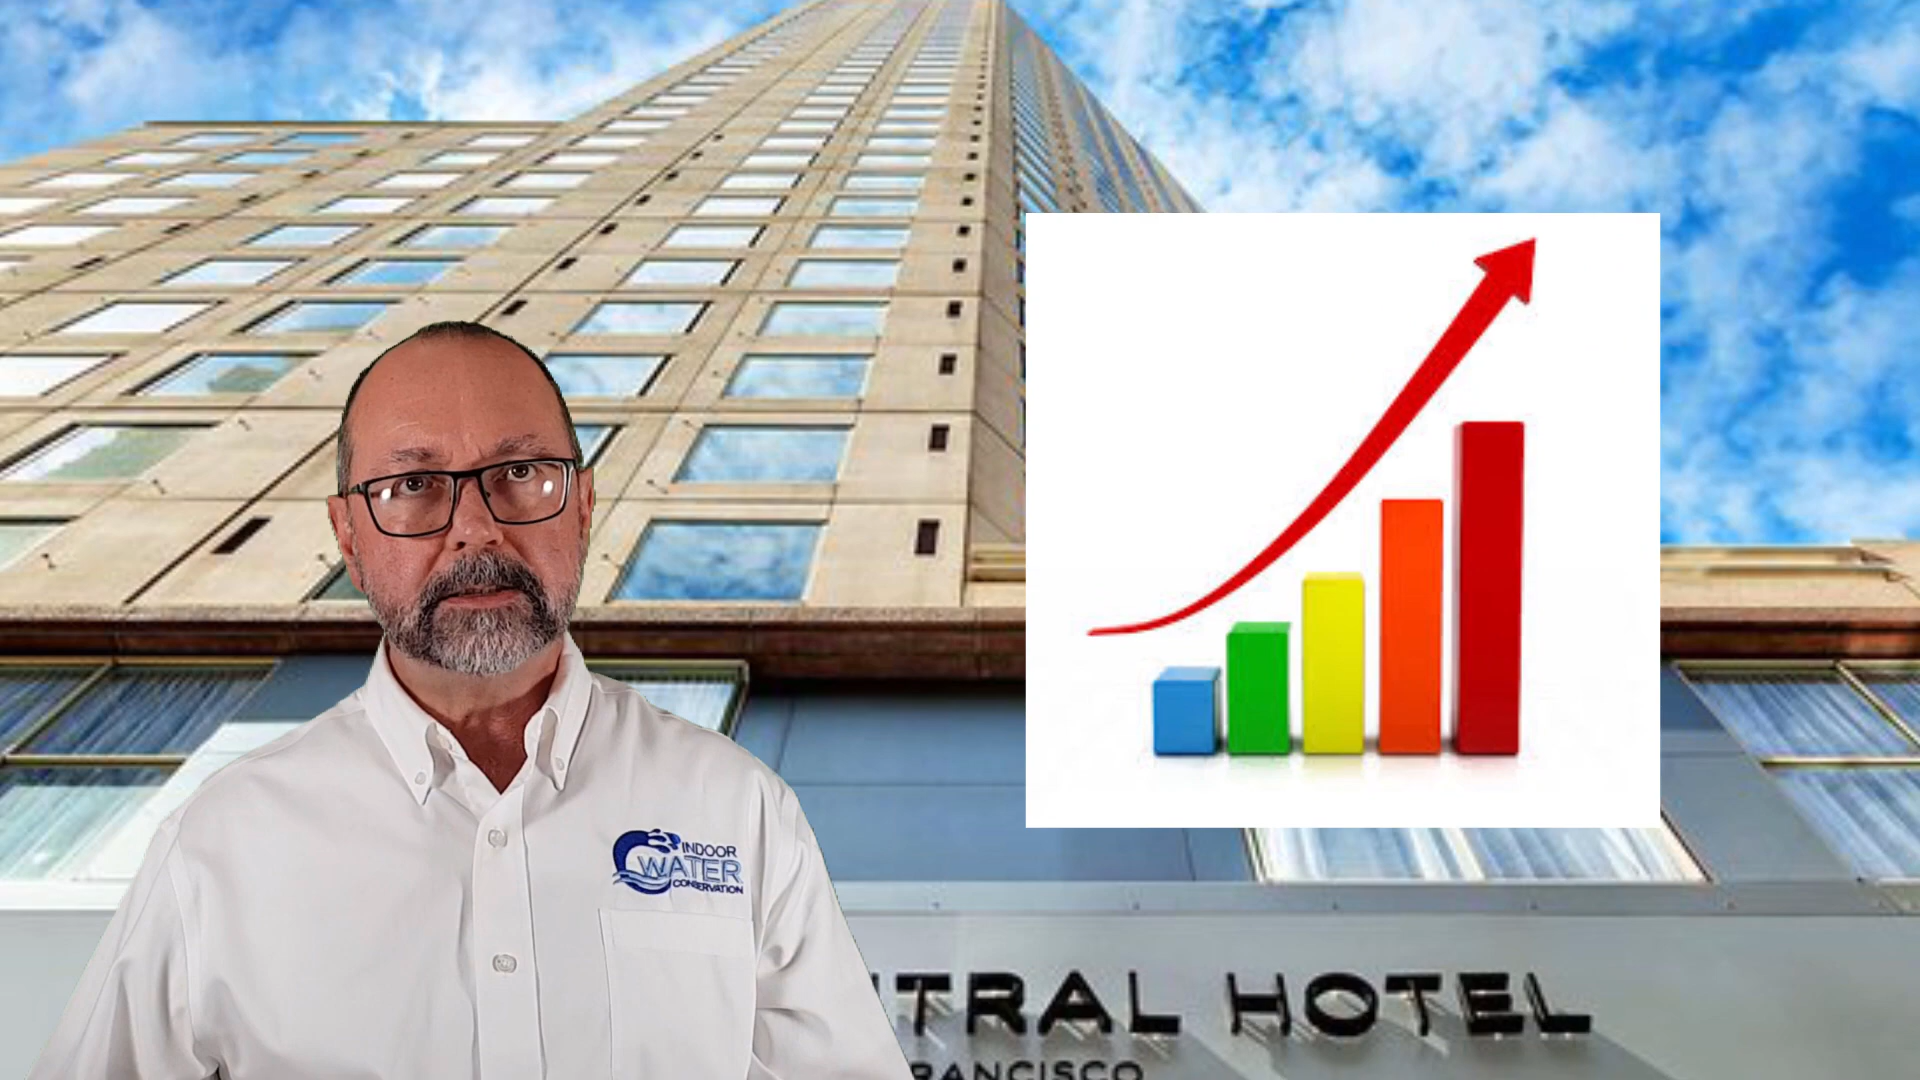 INDOOR
WATER
CONSERVATION
TRAL HOTEL
RANCISCO